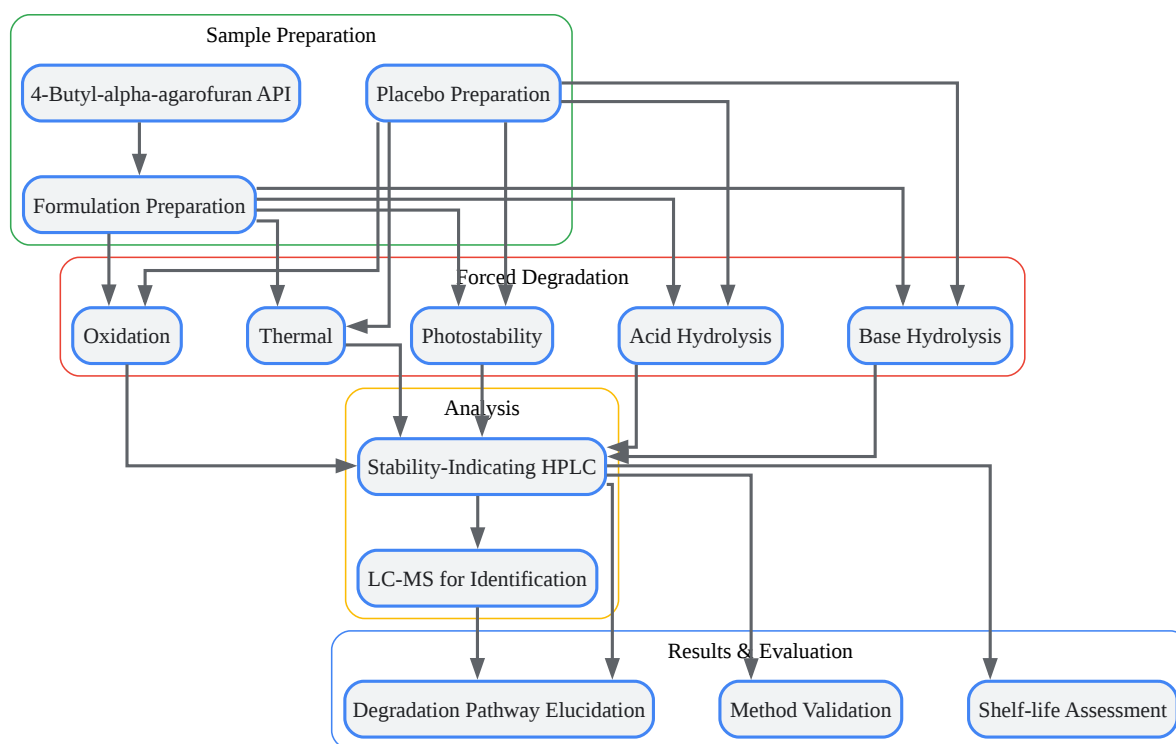 Sample Preparation
4-Butyl-alpha-agarofuran API
Placebo Preparation
Formulation Preparation
Forced Degradation
Oxidation
Thermal
Photostability
Acid Hydrolysis
Base Hydrolysis
Analysis
Stability-Indicating HPLC
LC-MS for Identification
Results & Evaluation
Degradation Pathway Elucidation
Method Validation
Shelf-life Assessment